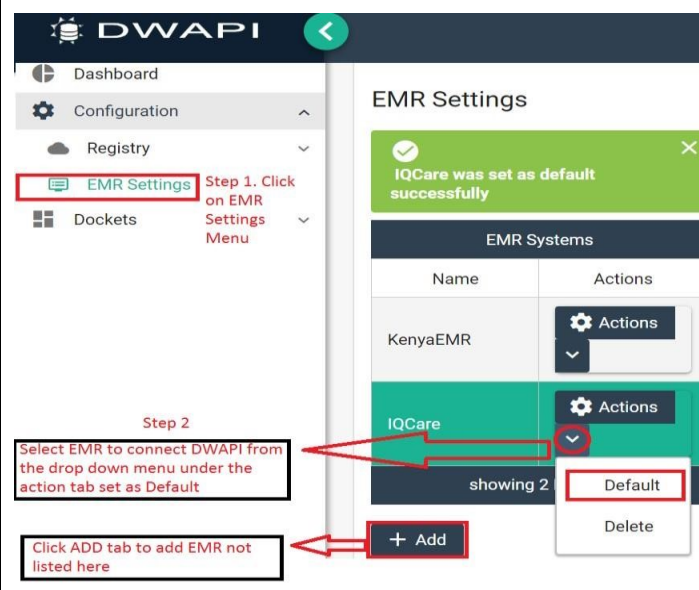 DWAPI
Dashboard
Configuration
Registry
EMR Settings
Dockets
Step 1. Click
on EMR
Settings
Menu
EMR Settings
IQCare was set as default
successfully
EMR Systems
Name Actions
KenyaEMR
Actions
IQCare
Actions
Default
Delete
showing 2
+ Add
Step 2
Select EMR to connect DWAPI from
the drop down menu under the
action tab set as Default
Click ADD tab to add EMR not
listed here